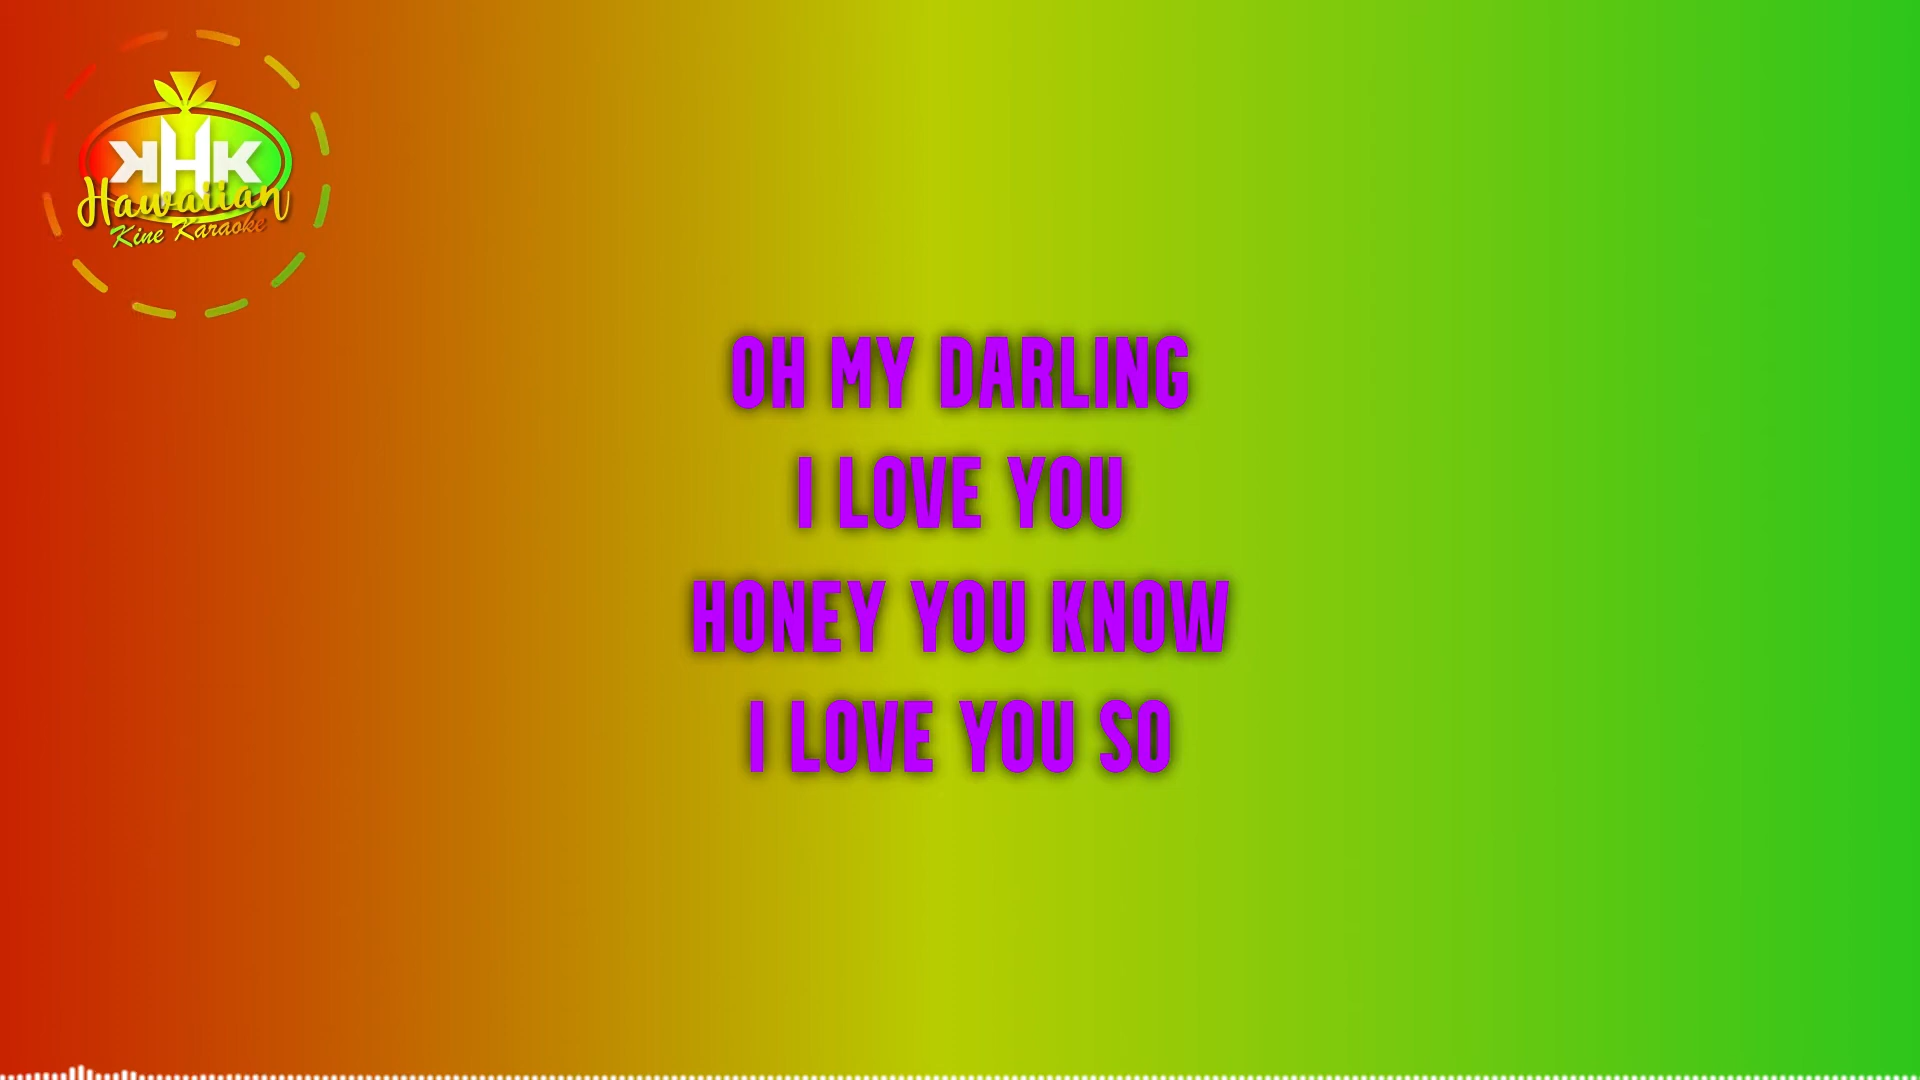 KHK
Hawaiian
Kine Karaoke
OH MY DARLING
I LOVE YOU
HONEY YOU KNOW
I LOVE YOU SO